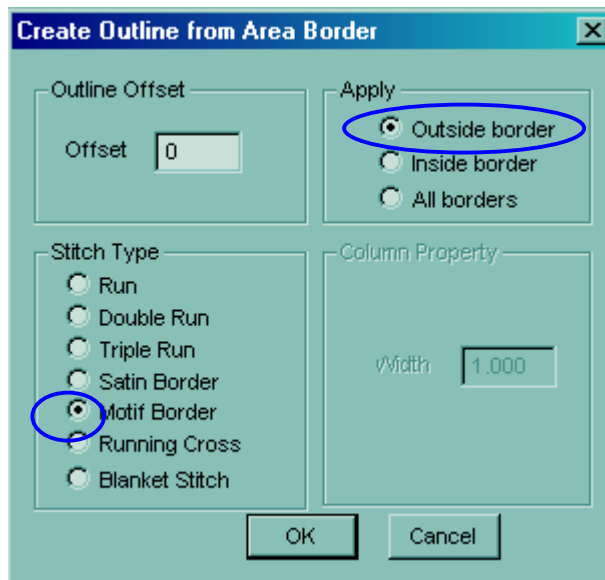 Create Outline from Area Border
Outline Offset
Offset 0
Apply
Outside border
Inside border
All borders
Stitch Type
Run
Double Run
Triple Run
Satin Border
Motif Border
Running Cross
Blanket Stitch
Column Property
Width 1.000
OK Cancel